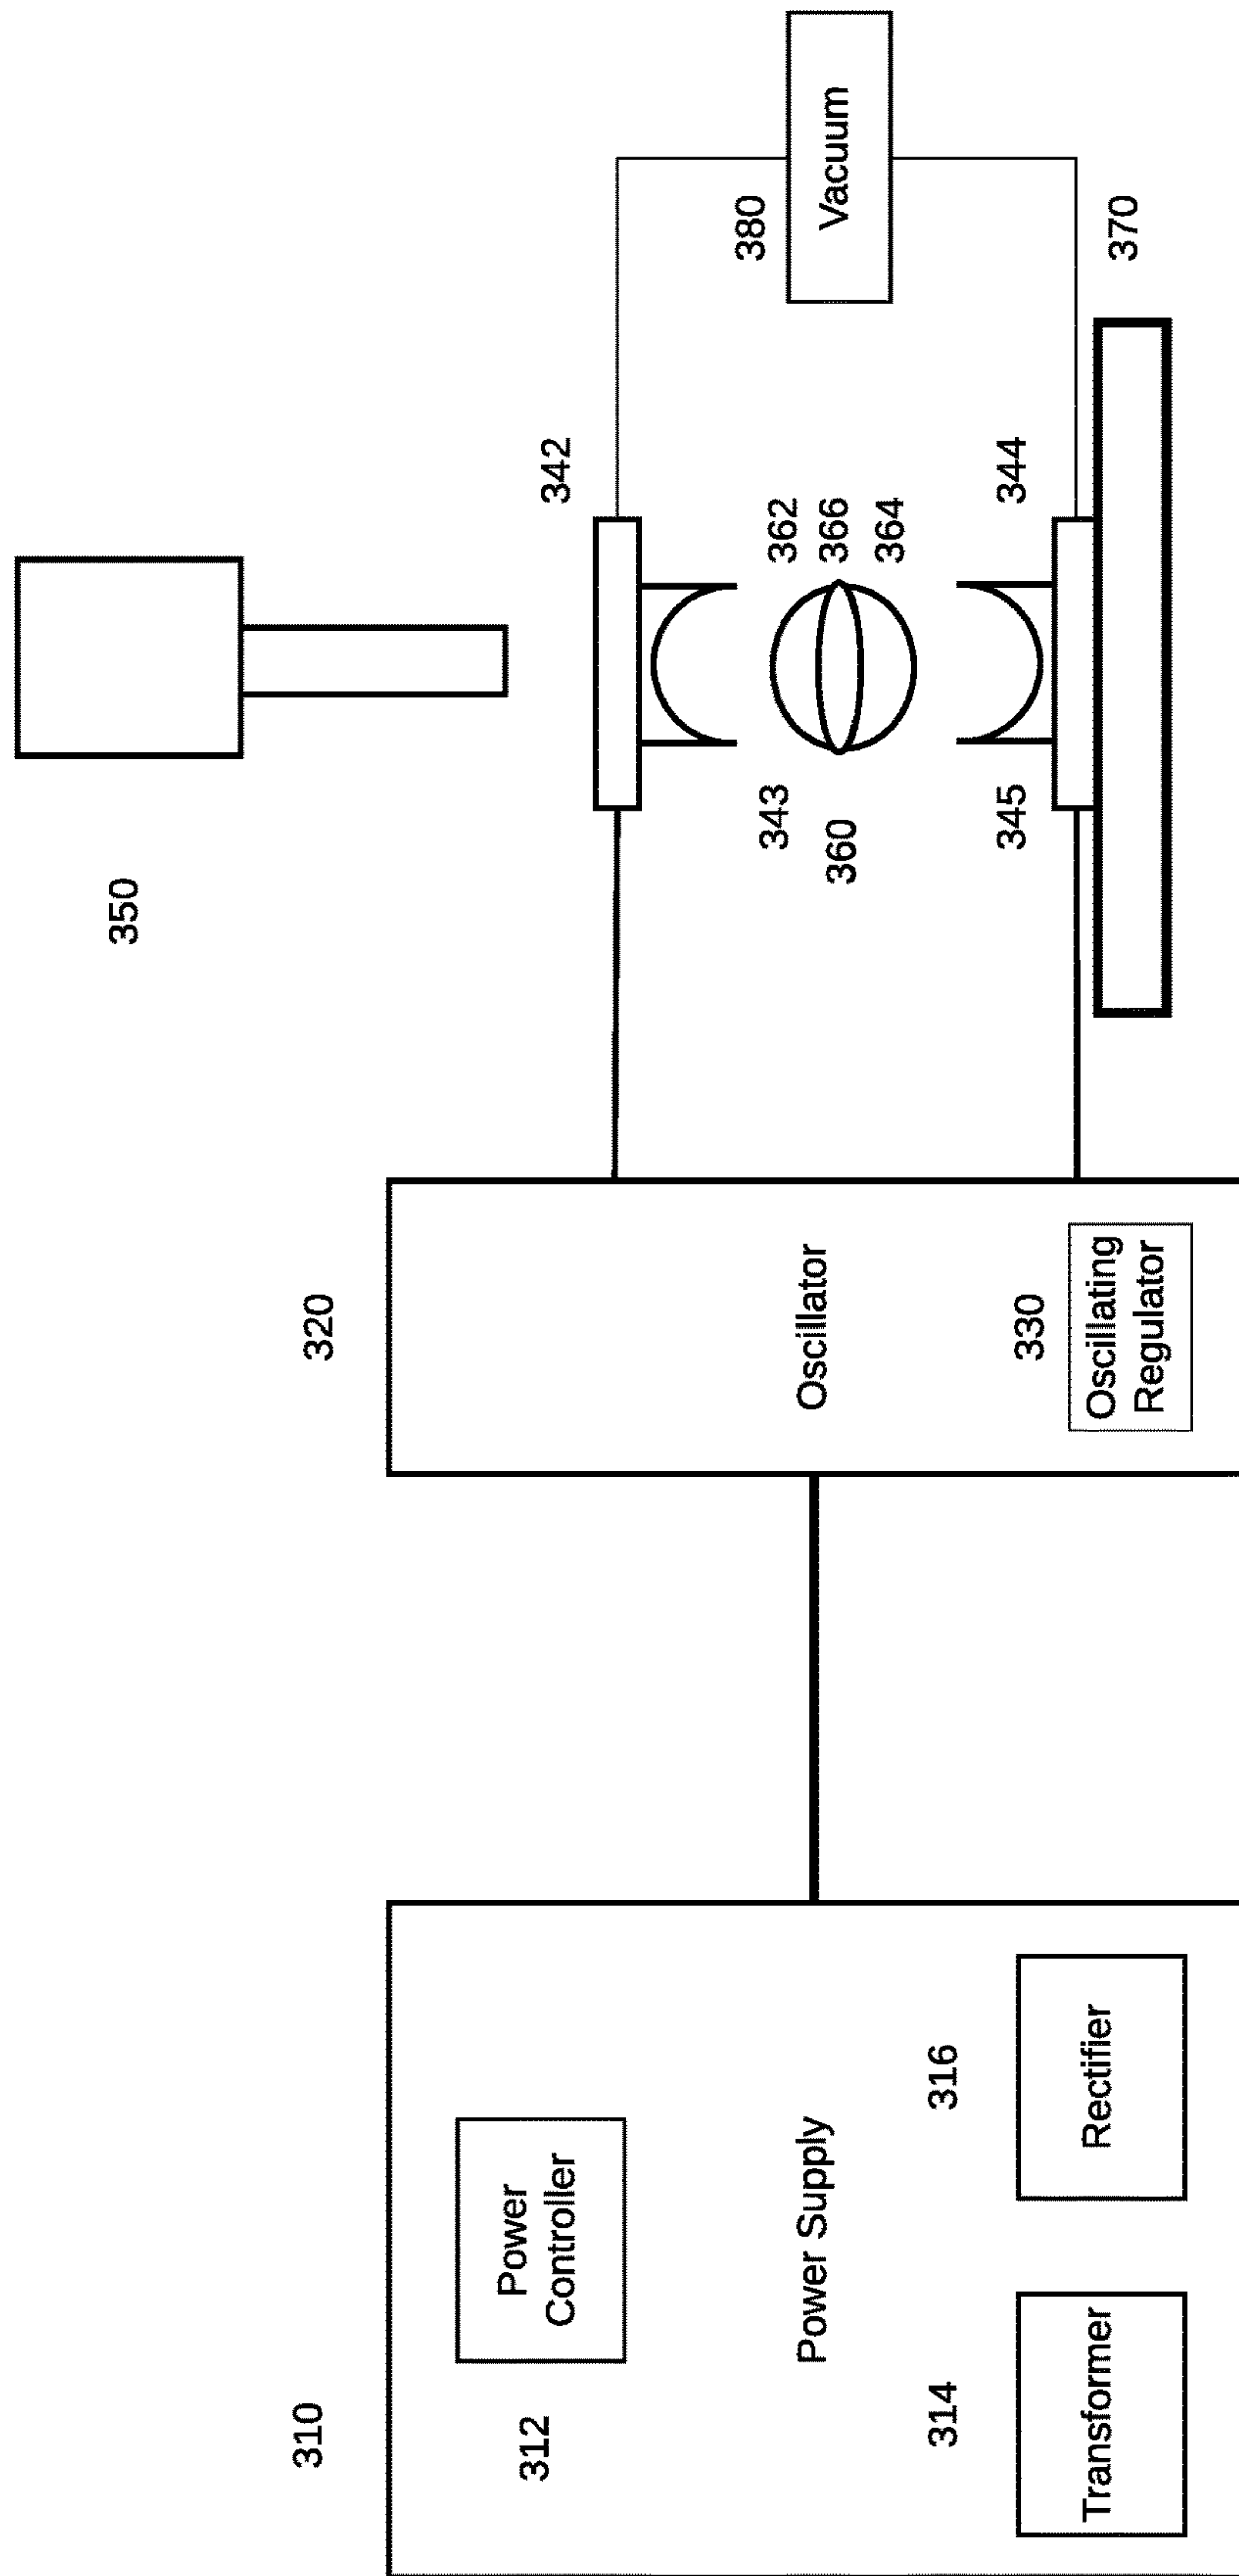 350
342
380
Vacuum
362
366
364
343
360
344
345
370
320
Oscillator
330
Oscillating
Regulator
310
312
Power
Controller
Power Supply
314
Transformer
316
Rectifier